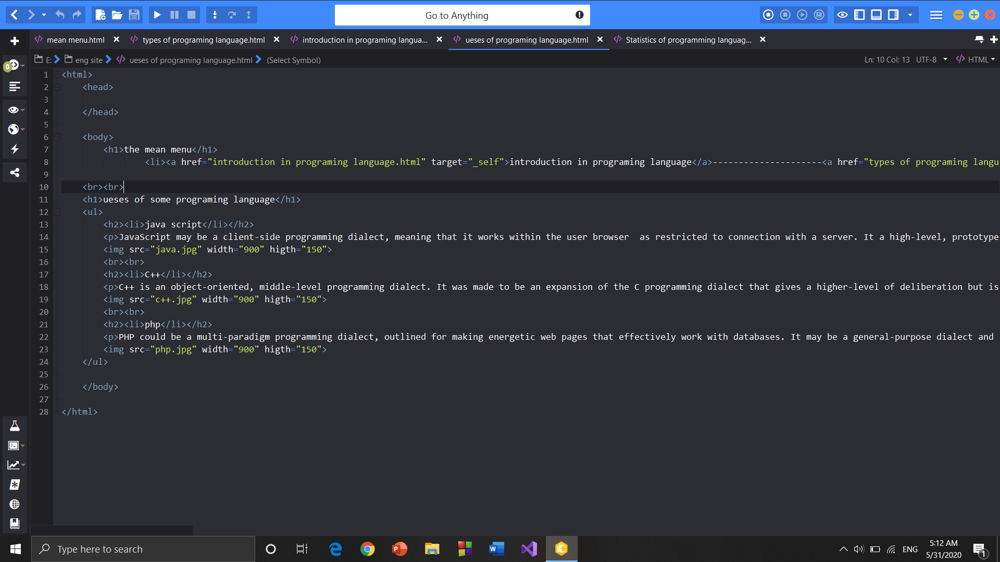 Go to Anything
mean menu.html
types of programing language.html
introduction in programing langua...
ueses of programing language.html
Statistics of programming languag...
E:
eng site
ueses of programing language.html
(Select Symbol)
Ln: 10 Col: 13
UTF-8
HTML
0
1 <html>
2 <head>
3
4 </head>
5
6 <body>
7 <h1>the mean menu</h1>
8 <li><a href="introduction in programing language.html" target="_self">introduction in programing language</a>---------------------<a href="types of programing langu
9
10 <br><br>
11 <h1>ueses of some programing language</h1>
12 <ul>
13 <h2><li>java script</li></h2>
14 <p>JavaScript may be a client-side programming dialect, meaning that it works within the user browser  as restricted to connection with a server. It a high-level, prototype
15 <img src="java.jpg" width="900" higth="150">
16 <br><br>
17 <h2><li>C++</li></h2>
18 <p>C++ is an object-oriented, middle-level programming dialect. It was made to be an expansion of the C programming dialect that gives a higher-level of deliberation but is
19 <img src="c++.jpg" width="900" higth="150">
20 <br><br>
21 <h2><li>php</li></h2>
22 <p>PHP could be a multi-paradigm programming dialect, outlined for making energetic web pages that effectively work with databases. It may be a general-purpose dialect and
23 <img src="php.jpg" width="900" higth="150">
24 </ul>
25
26 </body>
27
28 </html>
Type here to search
ENG
5:12 AM
5/31/2020
1